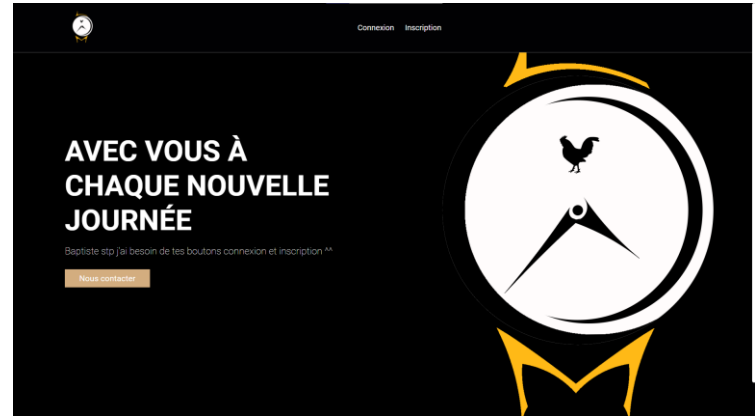 Connexion Inscription
AVEC VOUS À
CHAQUE NOUVELLE
JOURNÉE
Baptiste stp j'ai besoin de tes boutons connexion et inscription ^^
Nous contacter